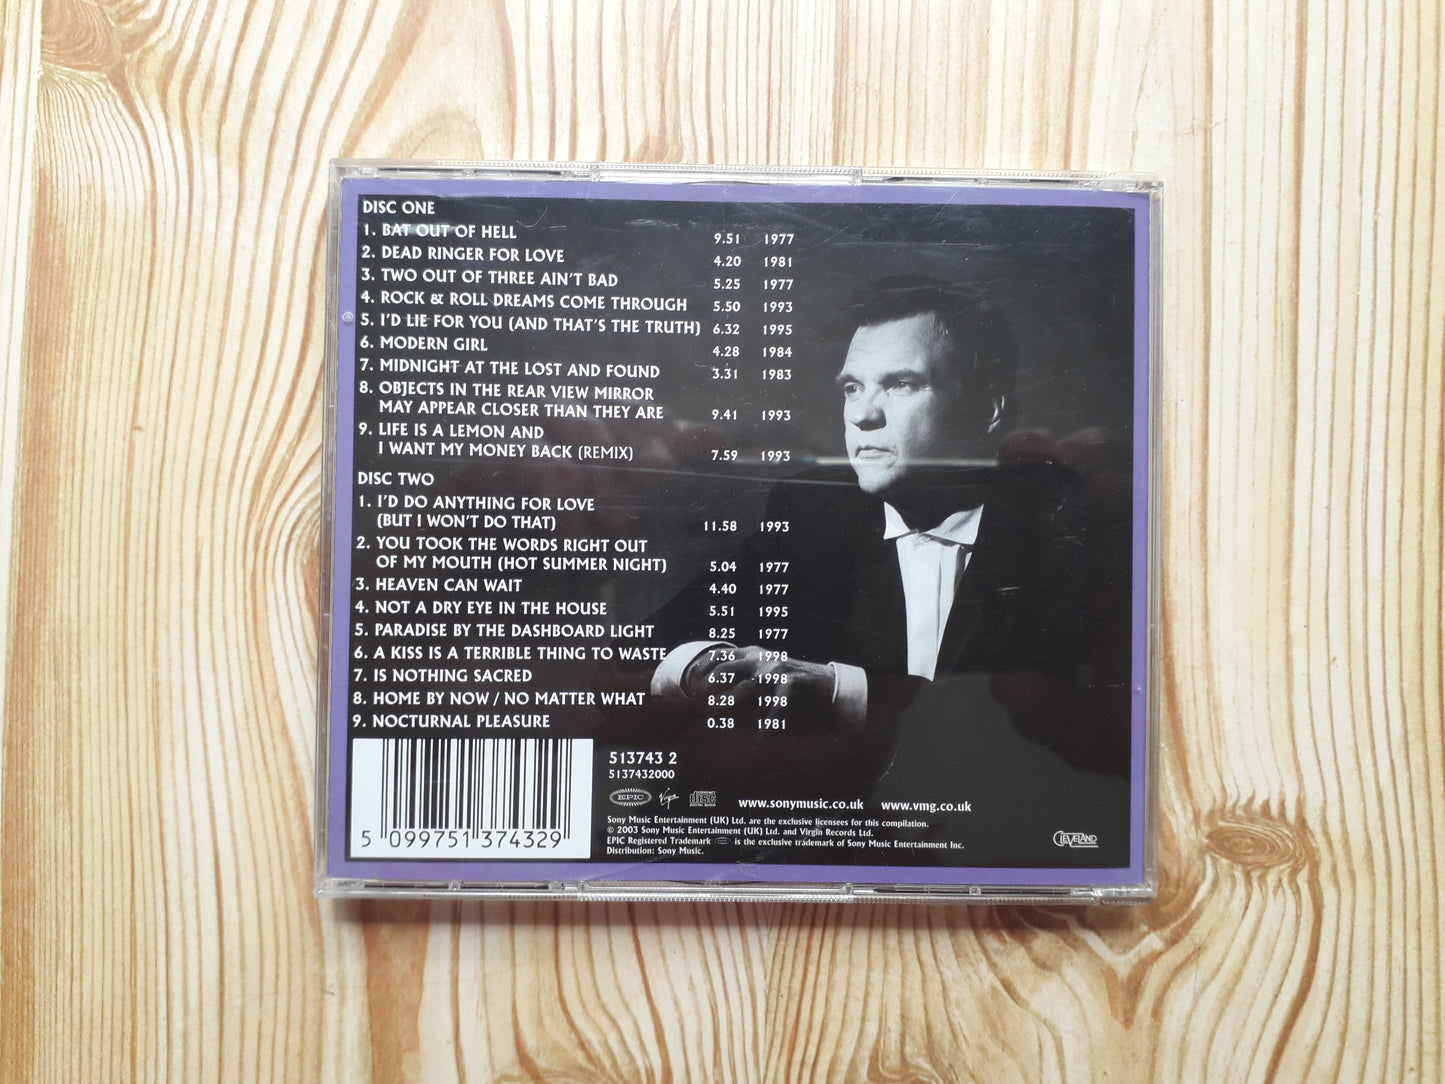 DISC ONE
1. BAT OUT OF HELL 9.51 1977
2. DEAD RINGER FOR LOVE 4.20 1981
3. TWO OUT OF THREE AIN'T BAD 5.25 1977
4. ROCK & ROLL DREAMS COME THROUGH 5.50 1993
5. I'D LIE FOR YOU (AND THAT'S THE TRUTH) 6.32 1995
6. MODERN GIRL 4.28 1984
7. MIDNIGHT AT THE LOST AND FOUND 3.31 1983
8. OBJECTS IN THE REAR VIEW MIRROR
MAY APPEAR CLOSER THAN THEY ARE 9.41 1993
9. LIFE IS A LEMON AND
I WANT MY MONEY BACK (REMIX) 7.59 1993
DISC TWO
1. I'D DO ANYTHING FOR LOVE
(BUT I WON'T DO THAT) 11.58 1993
2. YOU TOOK THE WORDS RIGHT OUT
OF MY MOUTH (HOT SUMMER NIGHT) 5.04 1977
3. HEAVEN CAN WAIT 4.40 1977
4. NOT A DRY EYE IN THE HOUSE 5.51 1995
5. PARADISE BY THE DASHBOARD LIGHT 8.25 1977
6. A KISS IS A TERRIBLE THING TO WASTE 7.36 1998
7. IS NOTHING SACRED 6.37 1998
8. HOME BY NOW / NO MATTER WHAT 8.28 1998
9. NOCTURNAL PLEASURE 0.38 1981
513743 2
5137432000
EPIC Virgin COMPACT disc DIGITAL AUDIO www.sonymusic.co.uk www.vmg.co.uk
Sony Music Entertainment (UK) Ltd. are the exclusive licensees for this compilation.
© 2003 Sony Music Entertainment (UK) Ltd. and Virgin Records Ltd.
EPIC Registered Trademark EPIC is the exclusive trademark of Sony Music Entertainment Inc.
Distribution: Sony Music.
CLEVELAND
5 099751 374329